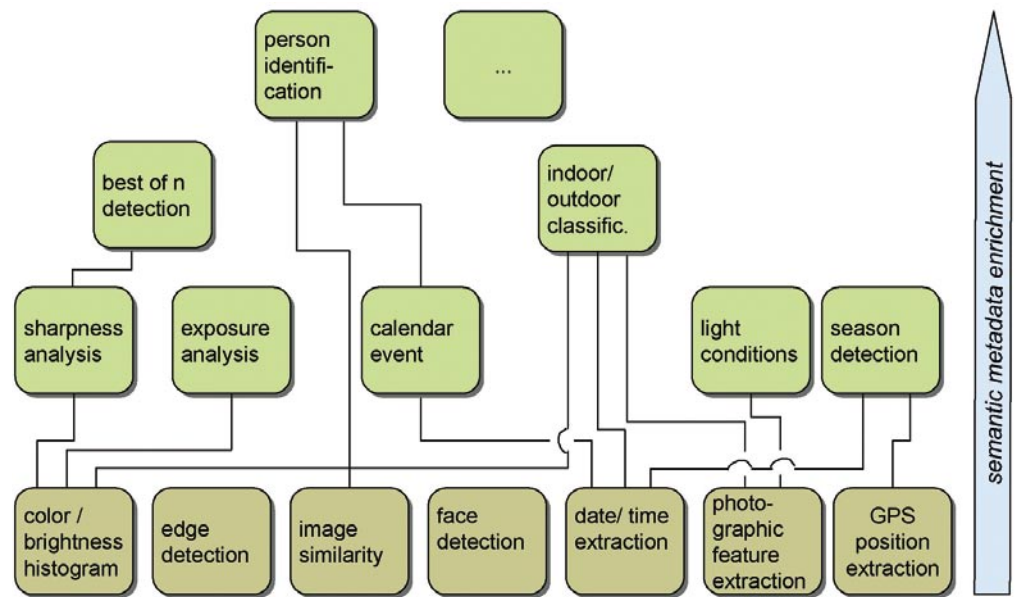 person
identifi-
cation
...
best of n
detection
indoor/
outdoor
classific.
sharpness
analysis
exposure
analysis
calendar
event
light
conditions
season
detection
color /
brightness
histogram
edge
detection
image
similarity
face
detection
date/ time
extraction
photo-
graphic
feature
extraction
GPS
position
extraction
semantic metadata enrichment